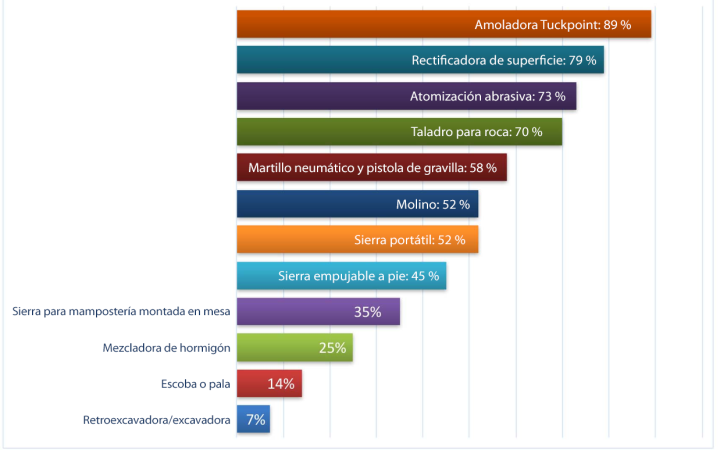 Amoladora Tuckpoint: 89 %
Rectificadora de superficie: 79 %
Atomización abrasiva: 73 %
Taladro para roca: 70 %
Martillo neumático y pistola de gravilla: 58 %
Molino: 52 %
Sierra portátil: 52 %
Sierra empujable a pie: 45 %
Sierra para mampostería montada en mesa 35%
Mezcladora de hormigón 25%
Escoba o pala 14%
Retroexcavadora/excavadora 7%